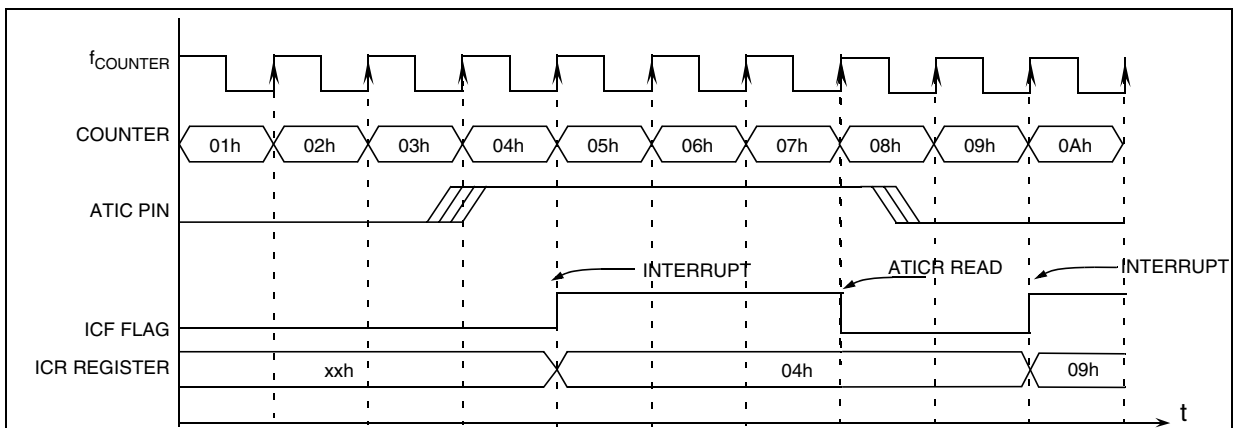 fCOUNTER
COUNTER 01h 02h 03h 04h 05h 06h 07h 08h 09h 0Ah
ATIC PIN
INTERRUPT ATICR READ INTERRUPT
ICF FLAG
ICR REGISTER xxh 04h 09h
t